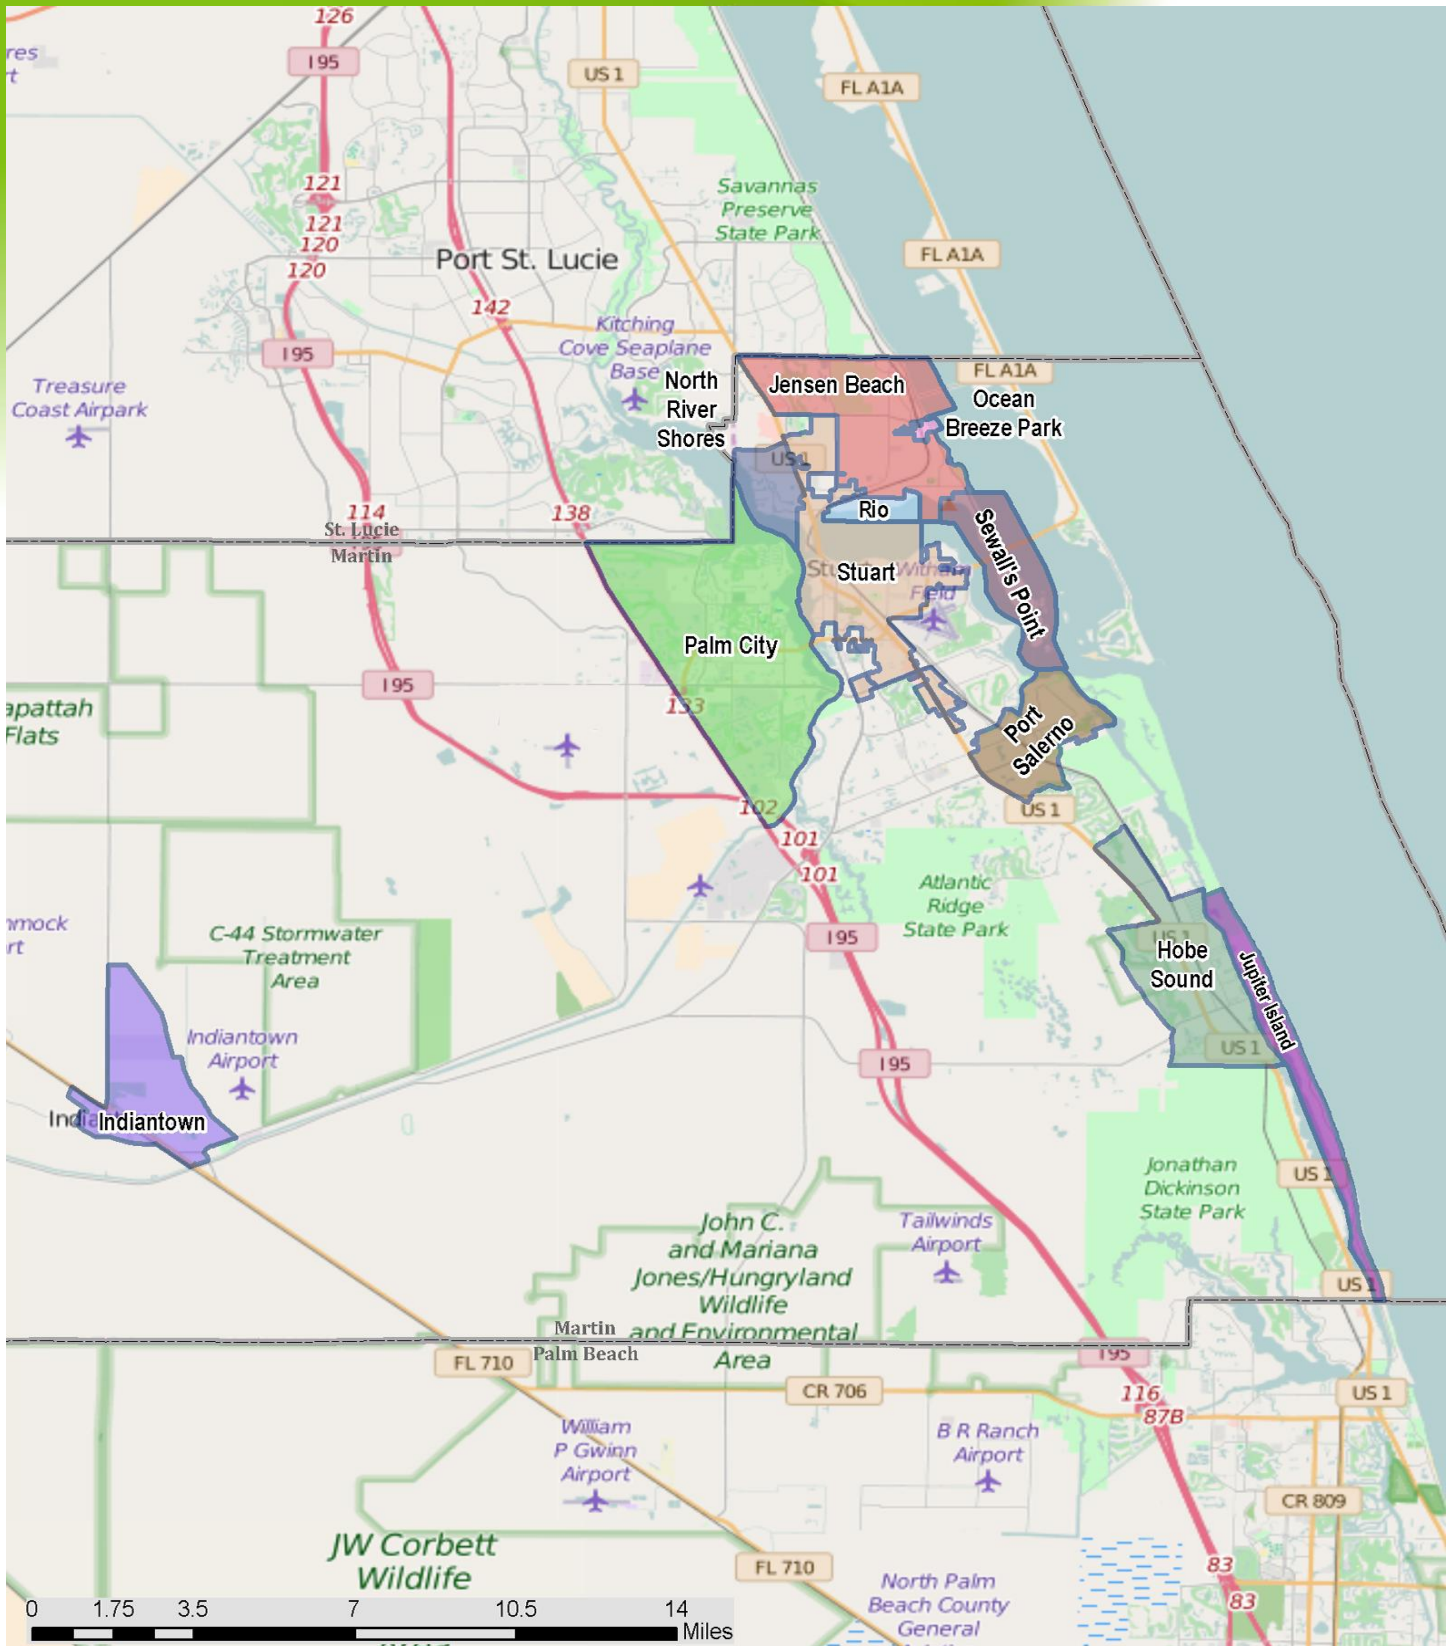 126
I 95
US 1
FL A1A
res
rt
121
121
120
120
Savannas
Preserve
State Park
Port St. Lucie
FL A1A
142
Kitching
Cove Seaplane
Base
I 95
Treasure
Coast Airpark
North
River
Shores
Jensen Beach
FL A1A
Ocean
Breeze Park
US 1
114
138
St. Lucie
Martin
Rio
Sewall's Point
Stuart
Witham
Field
Palm City
I 95
133
apattah
Flats
Port
Salerno
102
US 1
101
101
Atlantic
Ridge
State Park
nmock
rt
C-44 Stormwater
Treatment
Area
I 95
US 1
Hobe
Sound
Jupiter Island
Indiantown
Airport
US 1
I 95
India
Indiantown
Jonathan
Dickinson
State Park
US 1
John C.
and Mariana
Jones/Hungryland
Wildlife
and Environmental
Area
Tailwinds
Airport
US 1
Martin
Palm Beach
I 95
FL 710
CR 706
116
87B
US 1
William
P Gwinn
Airport
B R Ranch
Airport
CR 809
JW Corbett
Wildlife
FL 710
83
83
North Palm
Beach County
General
0 1.75 3.5 7 10.5 14
Miles